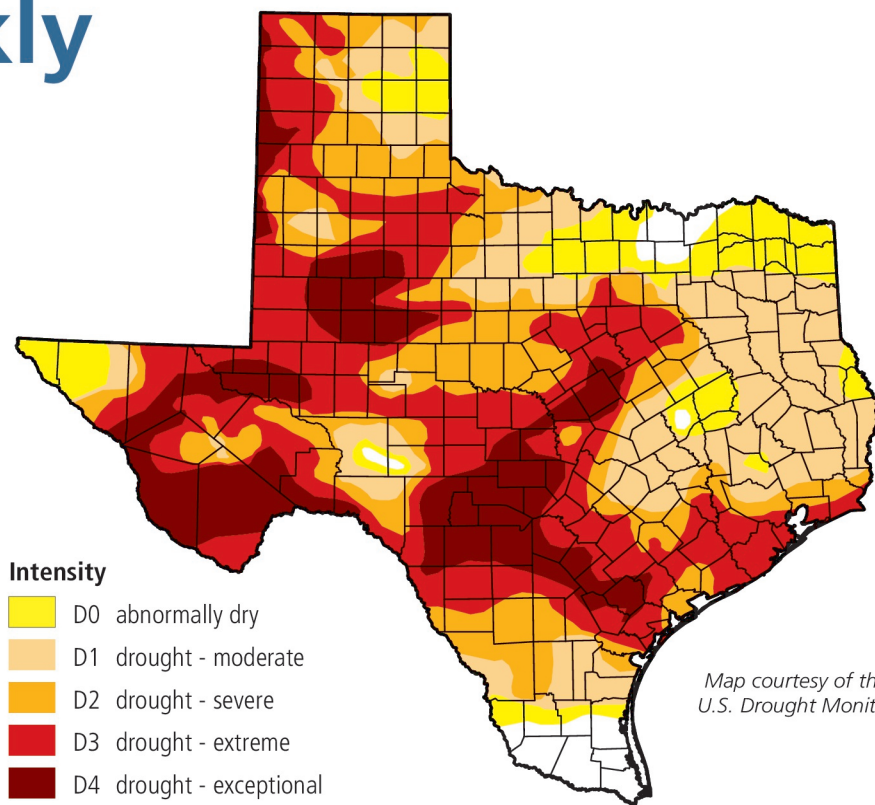 kly
Intensity
D0 abnormally dry
D1 drought - moderate
D2 drought - severe
D3 drought - extreme
D4 drought - exceptional
Map courtesy of th
U.S. Drought Monit